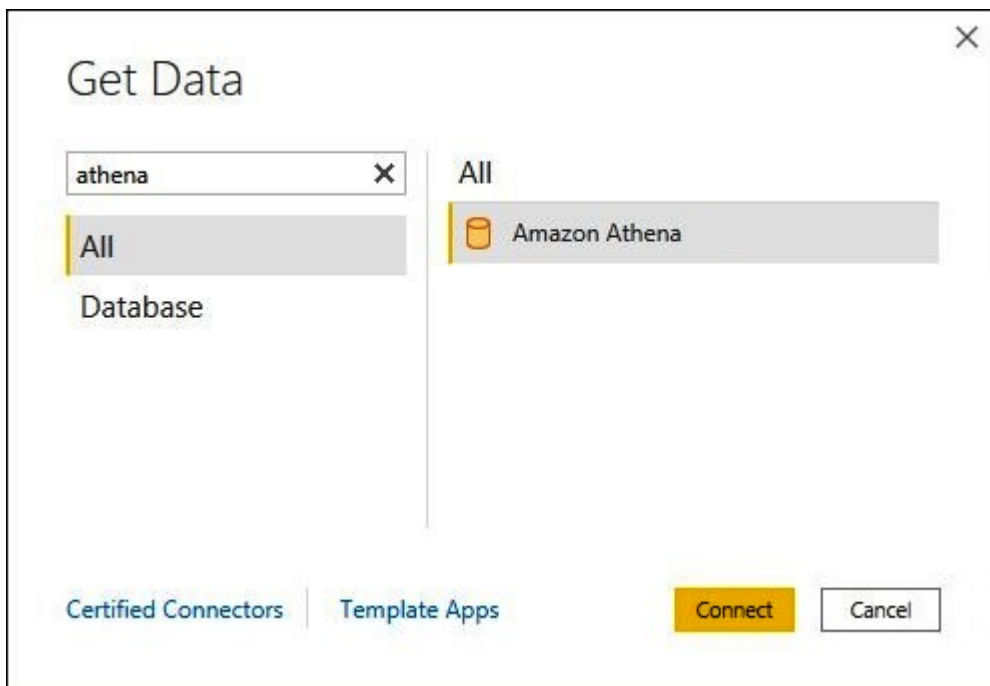 Get Data
athena
All
Database
All
Amazon Athena
Certified Connectors
Template Apps
Connect
Cancel